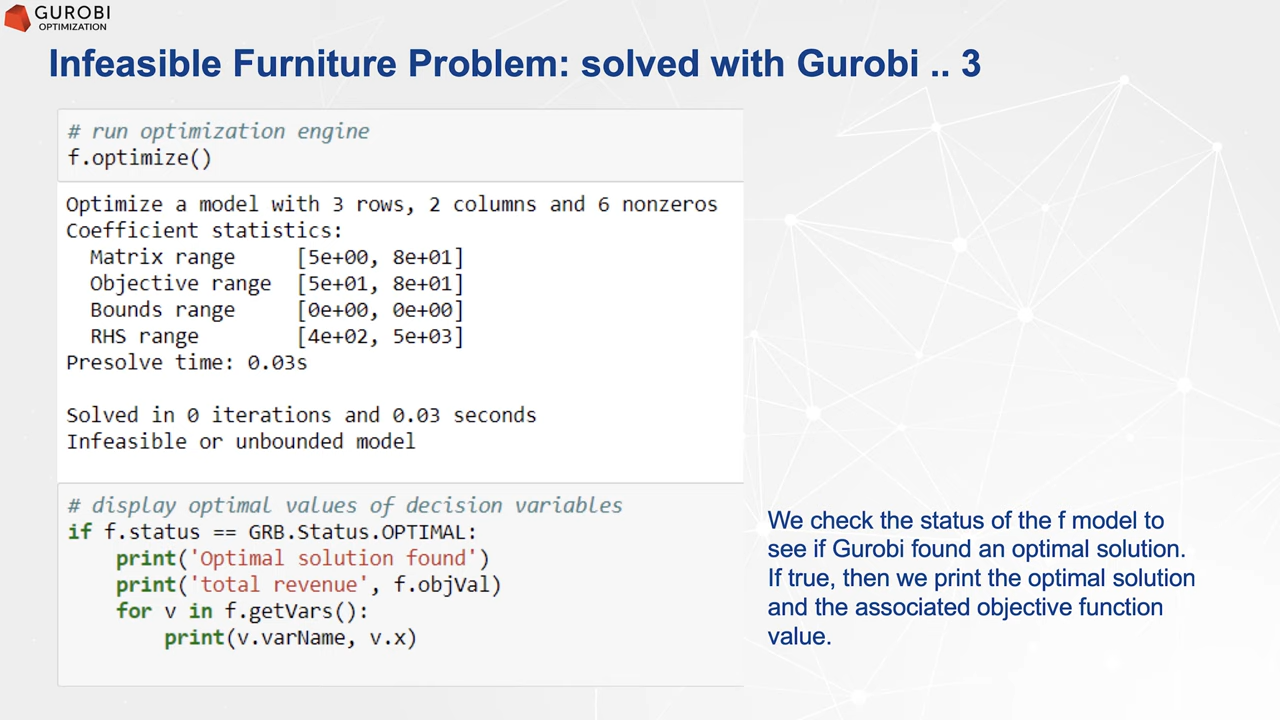 GUROBI
OPTIMIZATION
Infeasible Furniture Problem: solved with Gurobi .. 3
# run optimization engine
f.optimize()
Optimize a model with 3 rows, 2 columns and 6 nonzeros
Coefficient statistics:
  Matrix range     [5e+00, 8e+01]
  Objective range  [5e+01, 8e+01]
  Bounds range     [0e+00, 0e+00]
  RHS range        [4e+02, 5e+03]
Presolve time: 0.03s
Solved in 0 iterations and 0.03 seconds
Infeasible or unbounded model
# display optimal values of decision variables
if f.status == GRB.Status.OPTIMAL:
    print('Optimal solution found')
    print('total revenue', f.objVal)
    for v in f.getVars():
        print(v.varName, v.x)
We check the status of the f model to
see if Gurobi found an optimal solution.
If true, then we print the optimal solution
and the associated objective function
value.